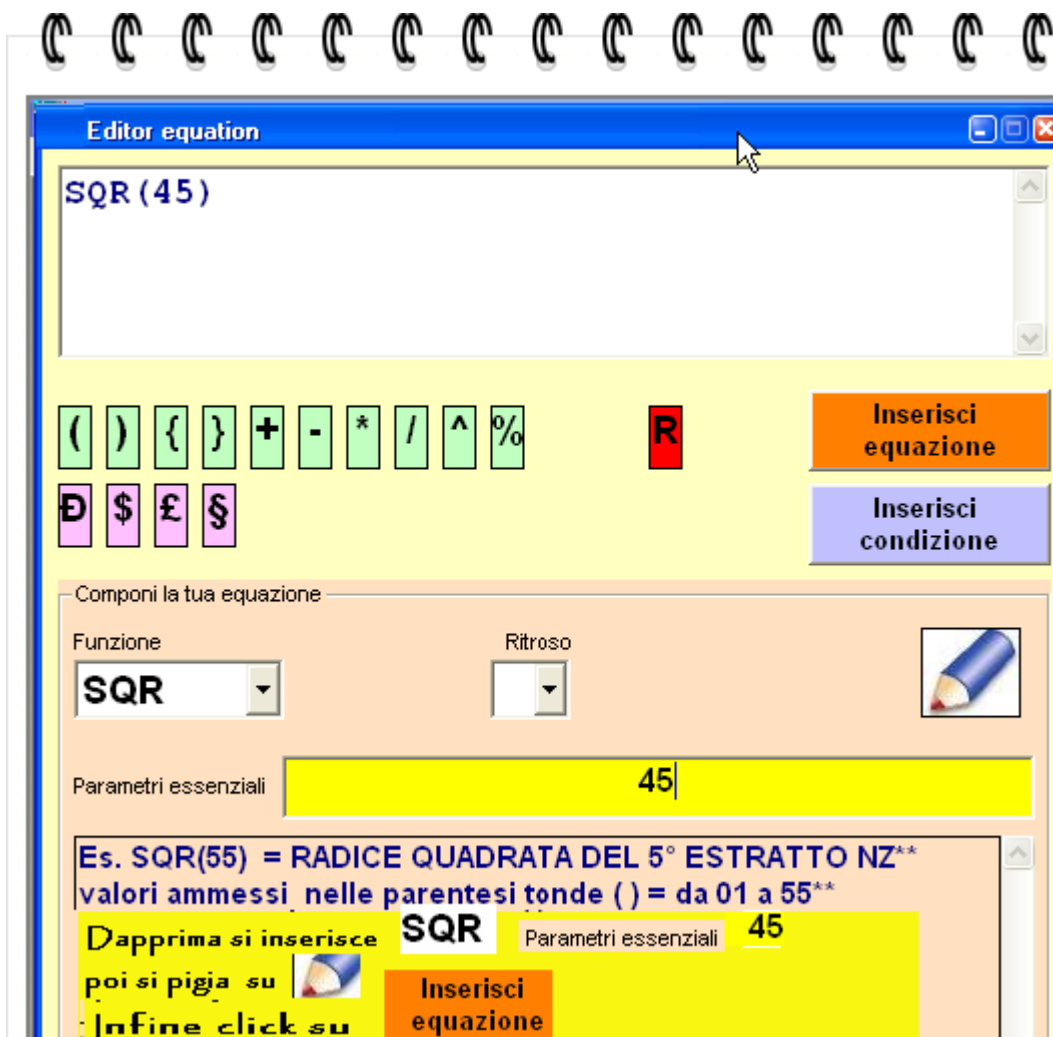 Editor equation
SQR(45)
( ) { } + - * / ^ % R
Inserisci
equazione
Đ $ £ §
Inserisci
condizione
Componi la tua equazione
Funzione Ritroso
SQR
Parametri essenziali 45
Es. SQR(55) = RADICE QUADRATA DEL 5° ESTRATTO NZ**
valori ammessi nelle parentesi tonde ( ) = da 01 a 55**
Dapprima si inserisce SQR Parametri essenziali 45
poi si pigia su
Infine click su Inserisci
equazione